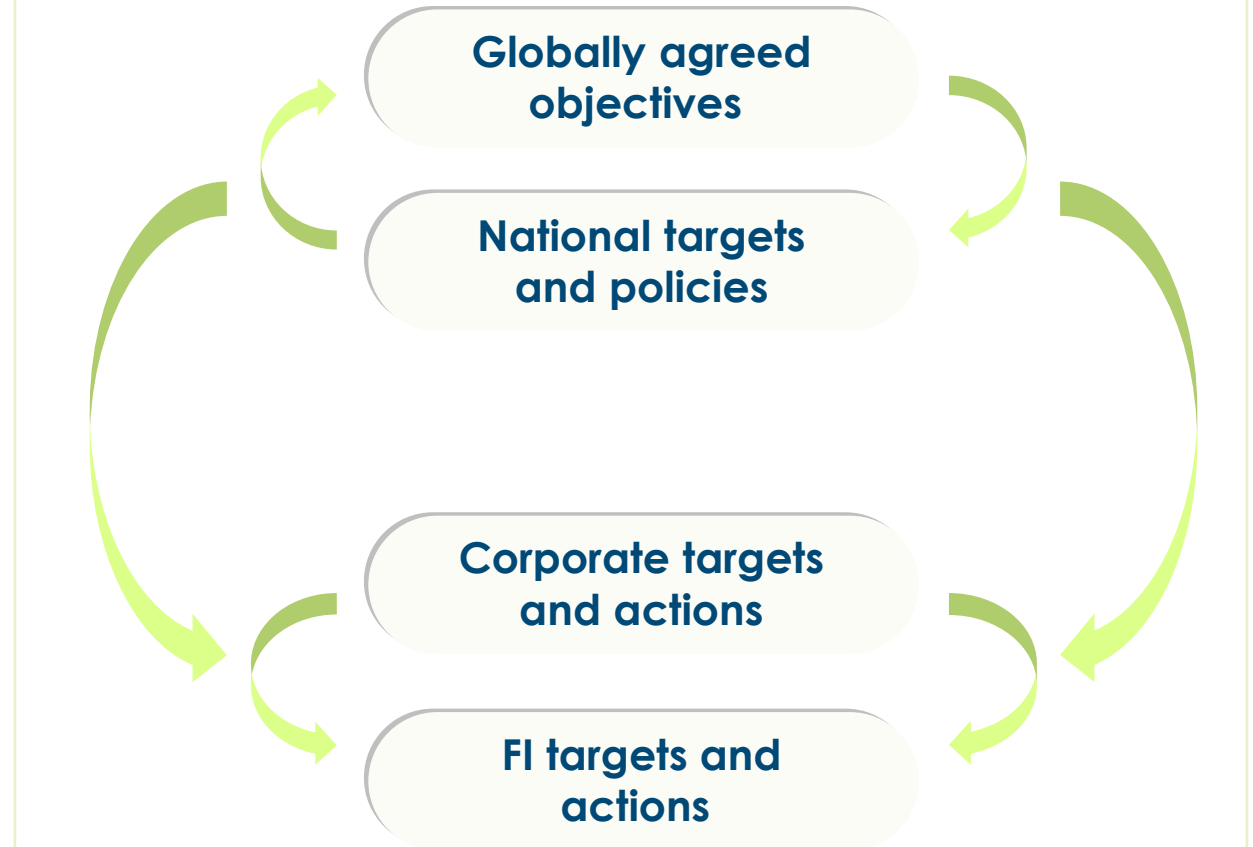 Globally agreed
objectives
National targets
and policies
Corporate targets
and actions
FI targets and
actions